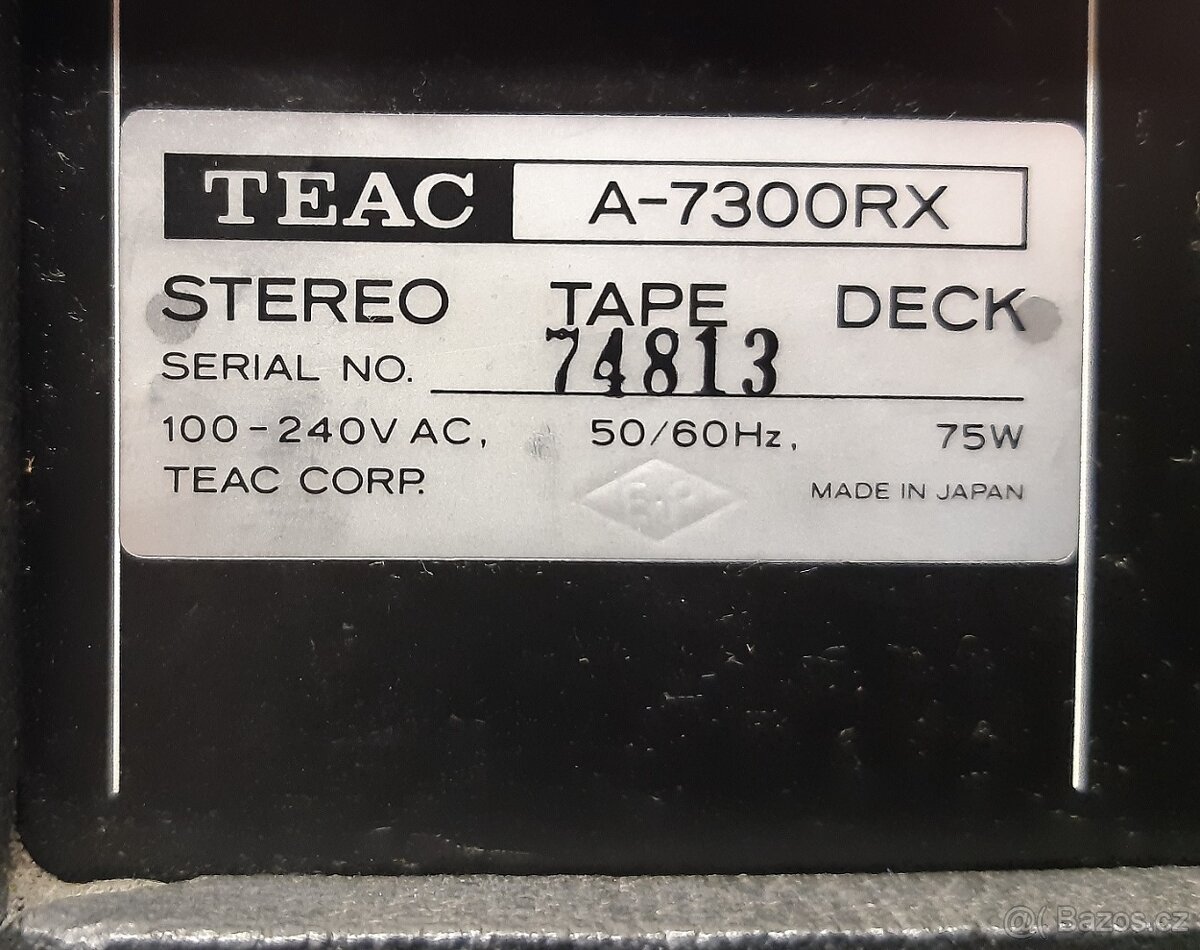 TEAC A-7300RX
STEREO TAPE DECK
SERIAL NO. 74813
100-240V AC, 50/60Hz, 75W
TEAC CORP. MADE IN JAPAN
Bazos.cz